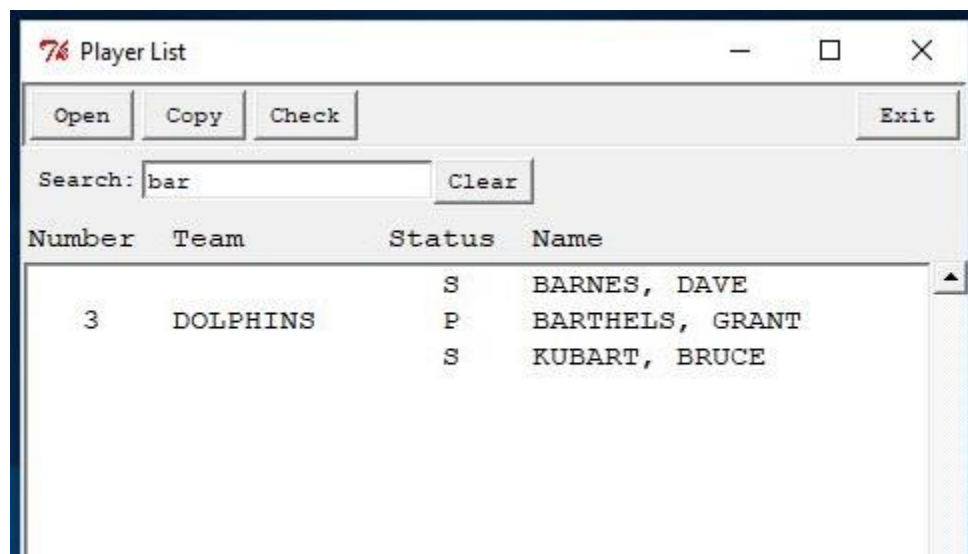 Player List
Open Copy Check Exit
Search: bar Clear
Number Team Status Name
S BARNES, DAVE
3 DOLPHINS P BARTHELS, GRANT
S KUBART, BRUCE